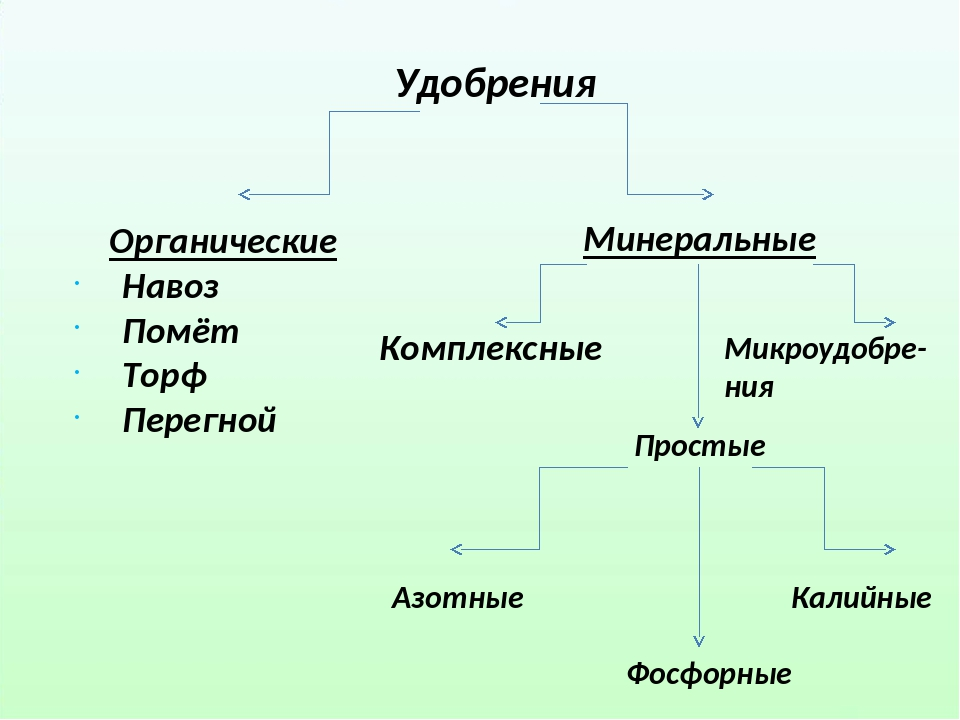 Удобрения
Органические
Навоз
Помёт
Торф
Перегной
Минеральные
Комплексные
Микроудобре-
ния
Простые
Азотные
Калийные
Фосфорные